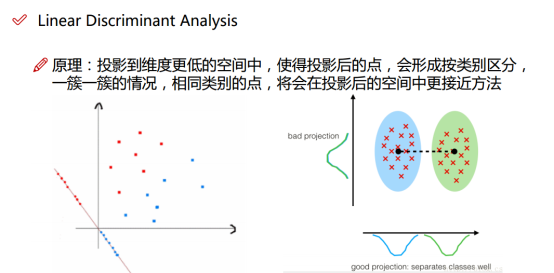 Linear Discriminant Analysis
原理：投影到维度更低的空间中，使得投影后的点，会形成按类别区分，
一簇一簇的情况，相同类别的点，将会在投影后的空间中更接近方法
bad projection
good projection: separates classes well